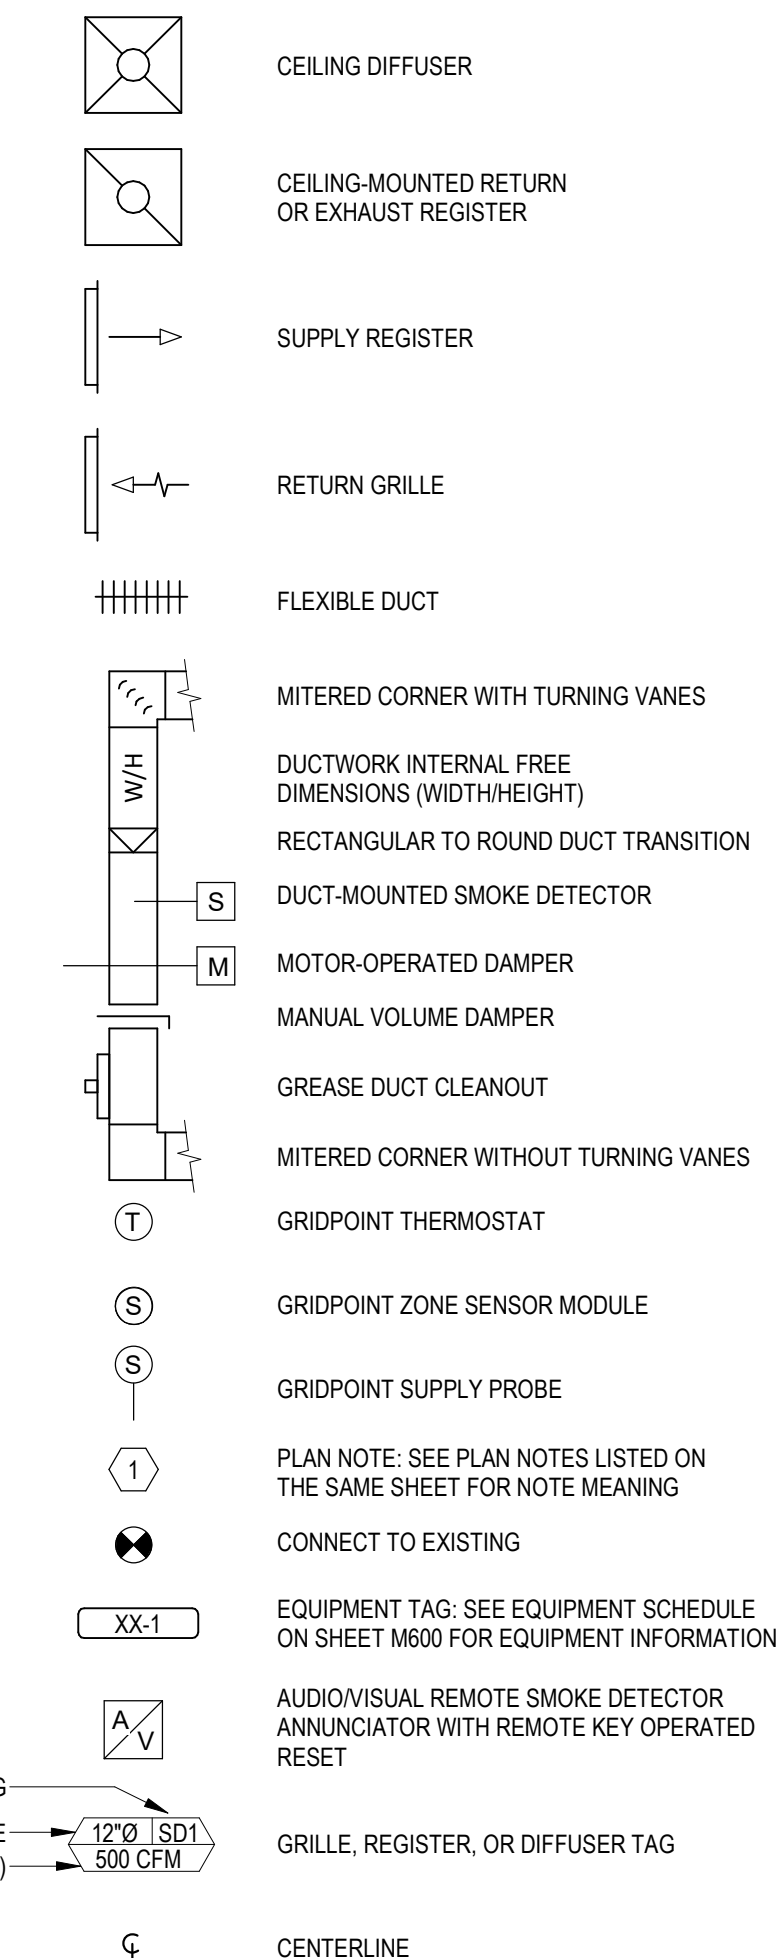 CEILING DIFFUSER
CEILING-MOUNTED RETURN
OR EXHAUST REGISTER
SUPPLY REGISTER
RETURN GRILLE
FLEXIBLE DUCT
MITERED CORNER WITH TURNING VANES
W/H
DUCTWORK INTERNAL FREE
DIMENSIONS (WIDTH/HEIGHT)
RECTANGULAR TO ROUND DUCT TRANSITION
S DUCT-MOUNTED SMOKE DETECTOR
M MOTOR-OPERATED DAMPER
MANUAL VOLUME DAMPER
GREASE DUCT CLEANOUT
MITERED CORNER WITHOUT TURNING VANES
T GRIDPOINT THERMOSTAT
S GRIDPOINT ZONE SENSOR MODULE
S GRIDPOINT SUPPLY PROBE
1 PLAN NOTE: SEE PLAN NOTES LISTED ON
THE SAME SHEET FOR NOTE MEANING
CONNECT TO EXISTING
XX-1 EQUIPMENT TAG: SEE EQUIPMENT SCHEDULE
ON SHEET M600 FOR EQUIPMENT INFORMATION
A/V AUDIO/VISUAL REMOTE SMOKE DETECTOR
ANNUNCIATOR WITH REMOTE KEY OPERATED
RESET
G
E 12"Ø SD1
) 500 CFM
GRILLE, REGISTER, OR DIFFUSER TAG
℄ CENTERLINE